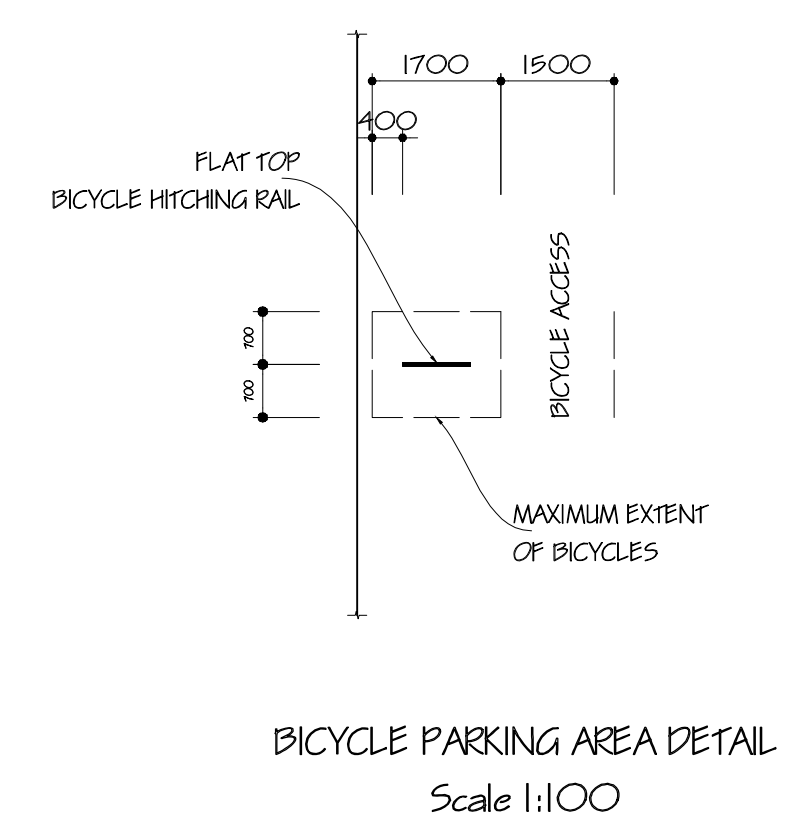 1700
1500
400
FLAT TOP
BICYCLE HITCHING RAIL
BICYCLE ACCESS
700
700
MAXIMUM EXTENT
OF BICYCLES
BICYCLE PARKING AREA DETAIL
Scale 1:100